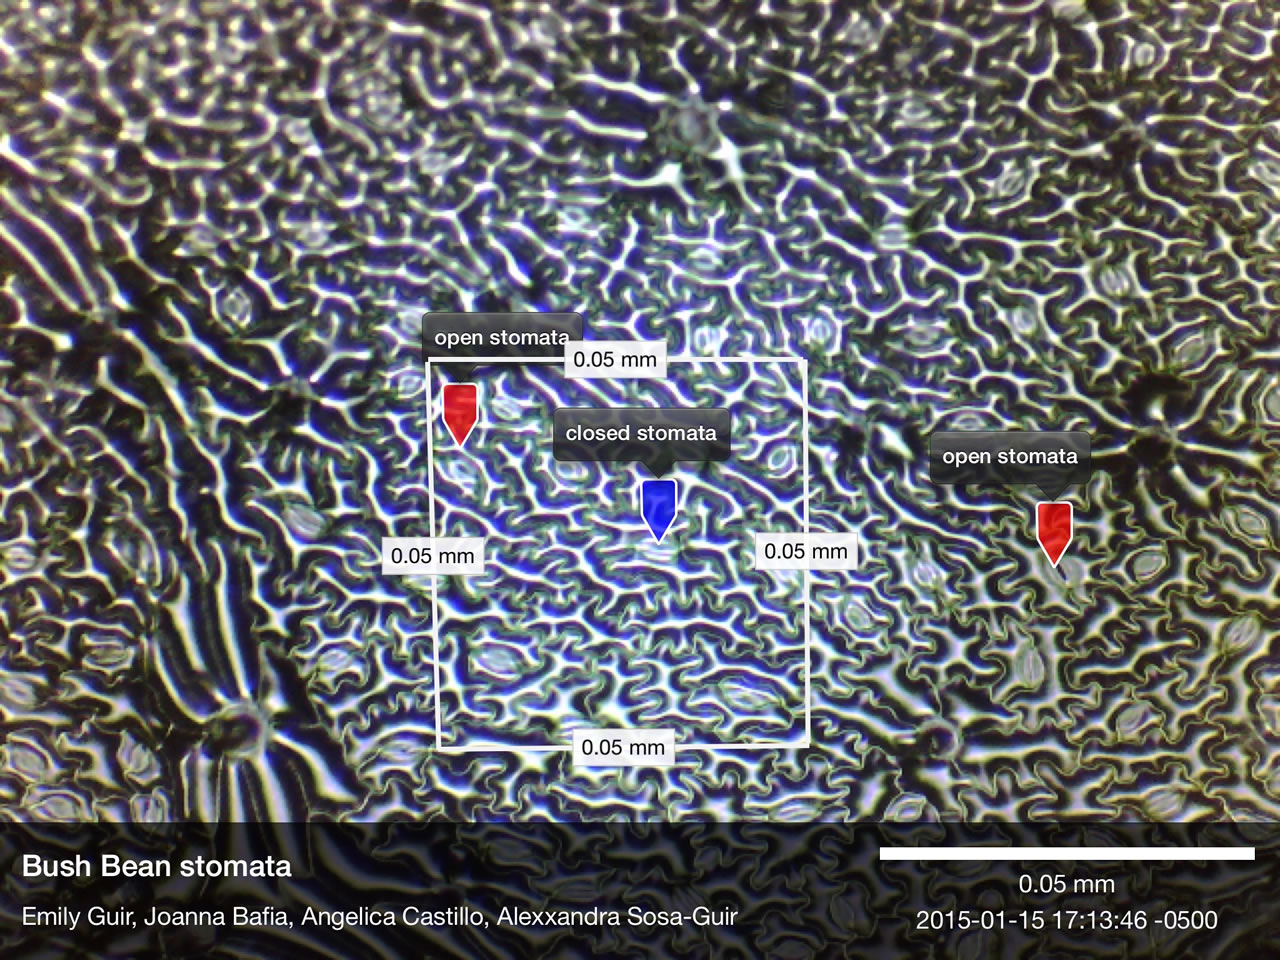 open stomata
0.05 mm
closed stomata
open stomata
0.05 mm
0.05 mm
0.05 mm
Bush Bean stomata
Emily Guir, Joanna Bafia, Angelica Castillo, Alexxandra Sosa-Guir
0.05 mm
2015-01-15 17:13:46 -0500